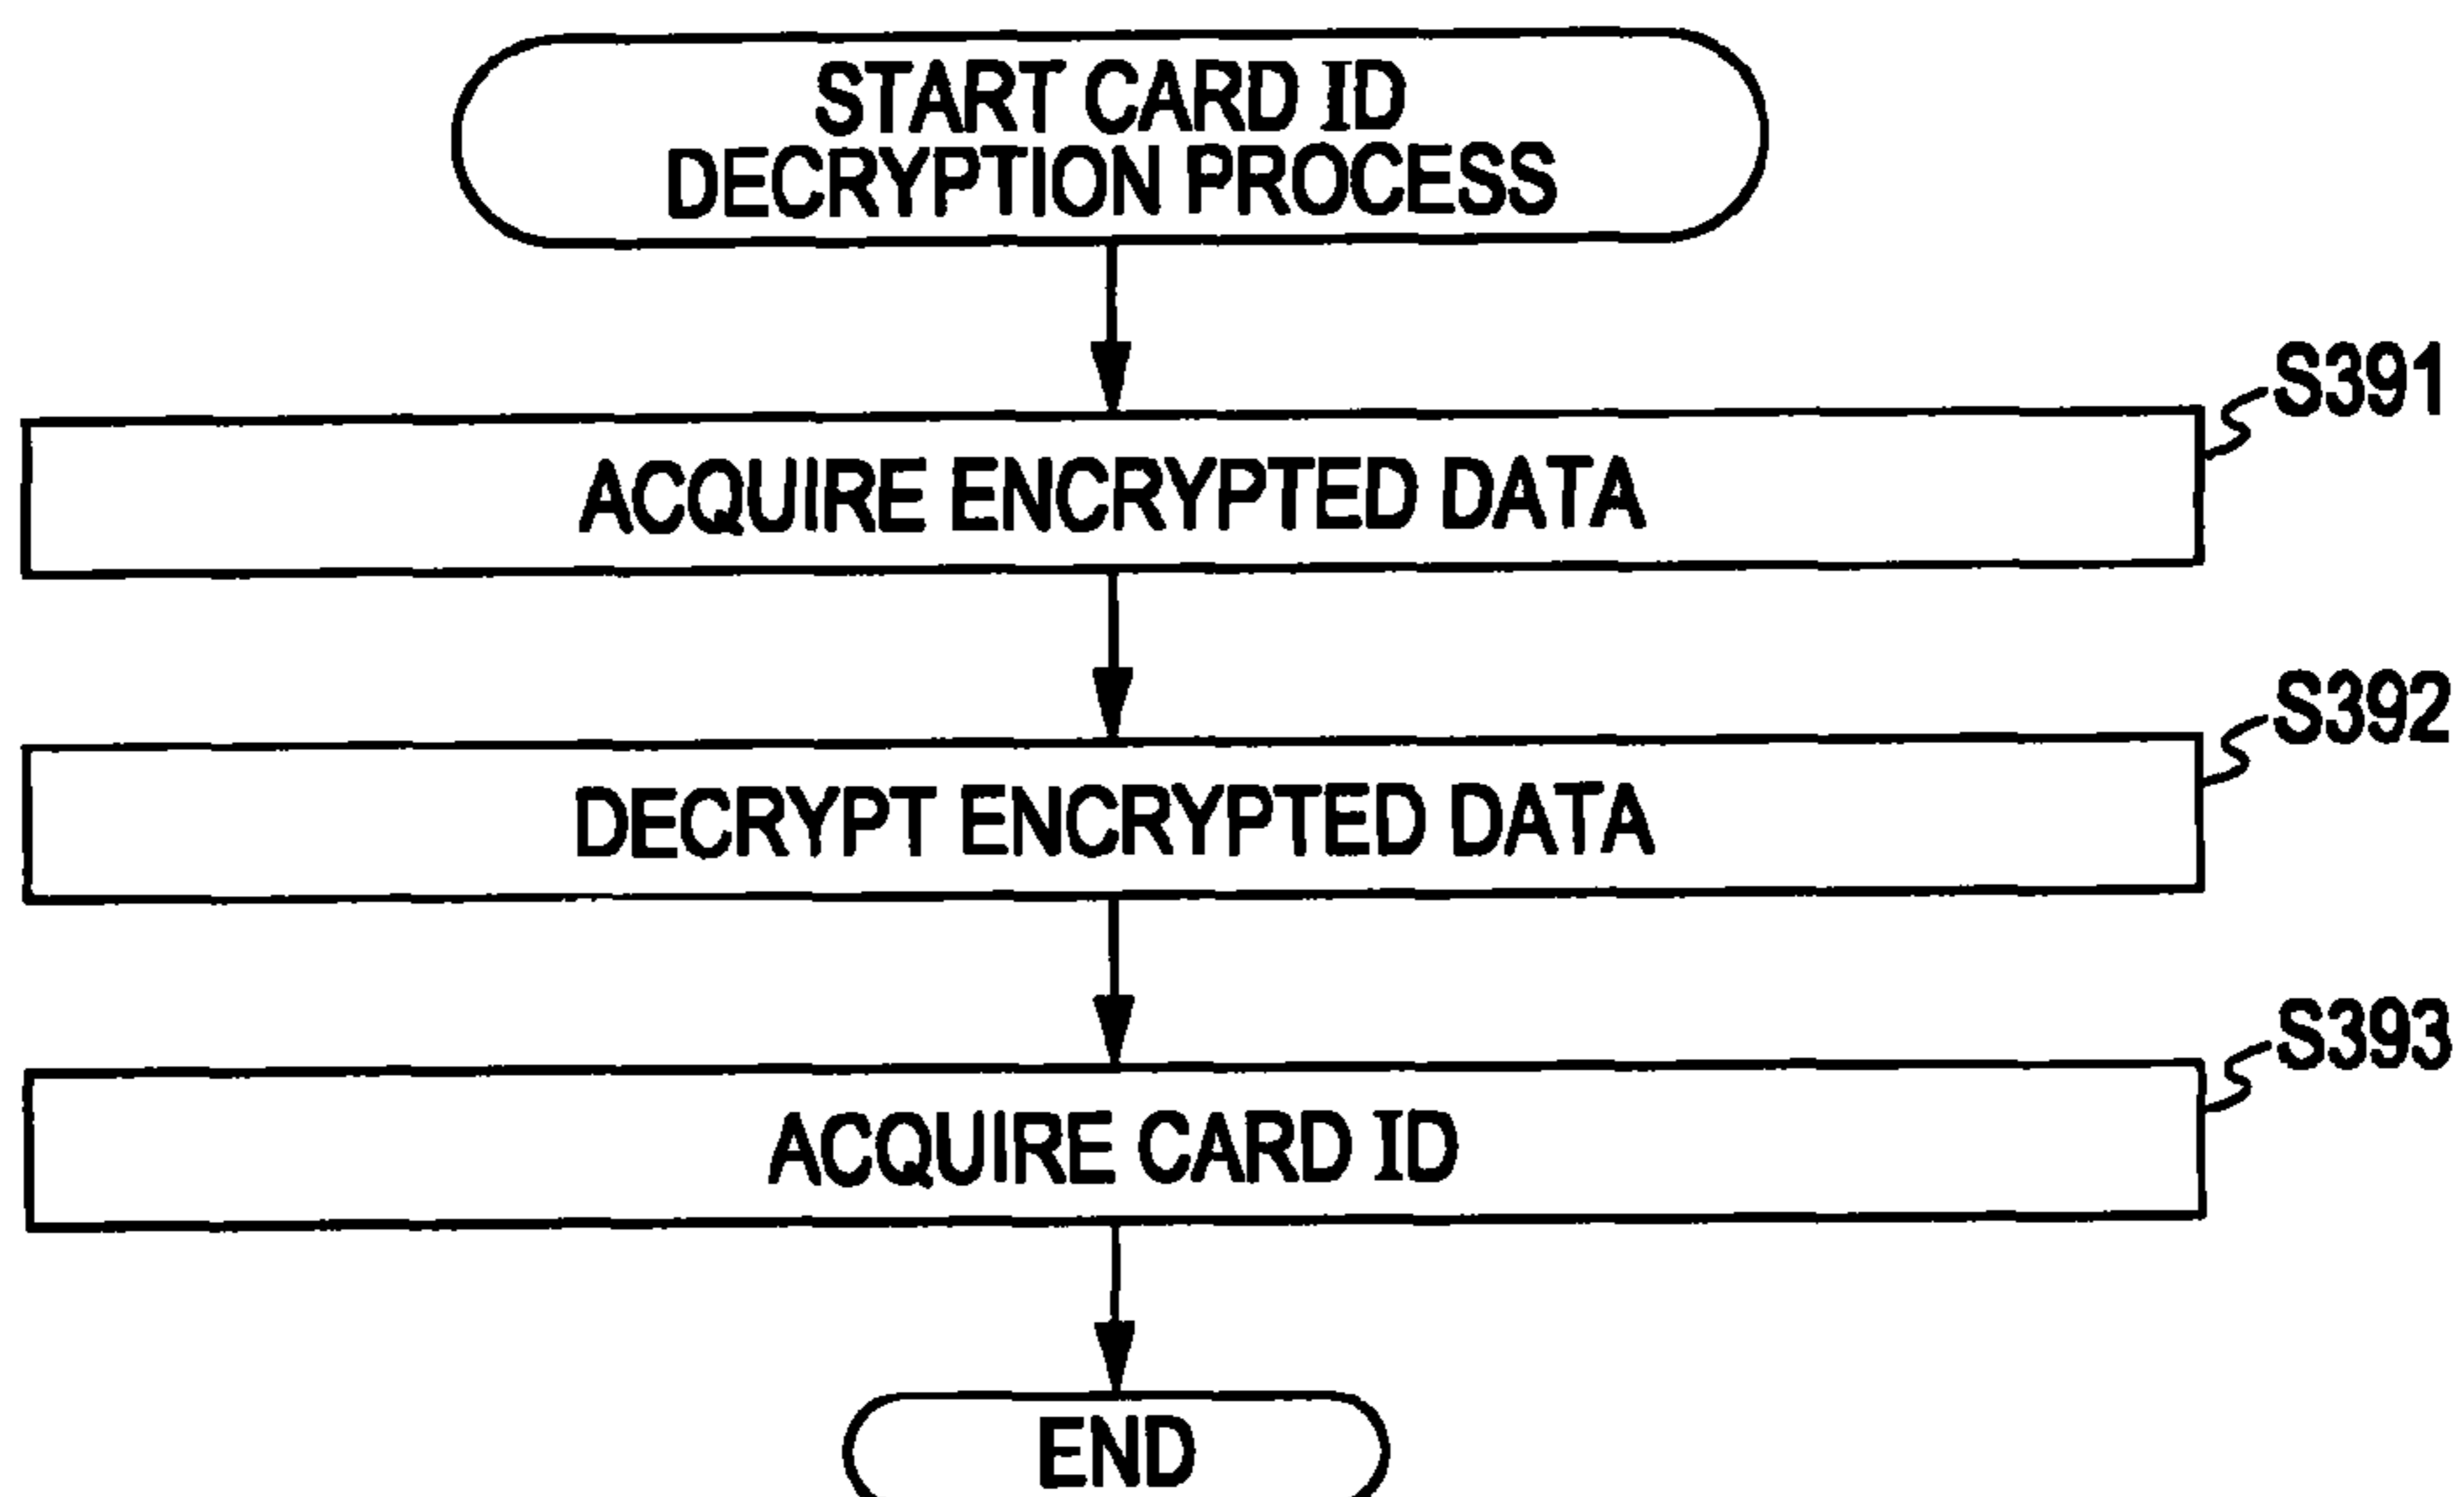 START CARD ID
DECRYPTION PROCESS
S391
ACQUIRE ENCRYPTED DATA
S392
DECRYPT ENCRYPTED DATA
S393
ACQUIRE CARD ID
END